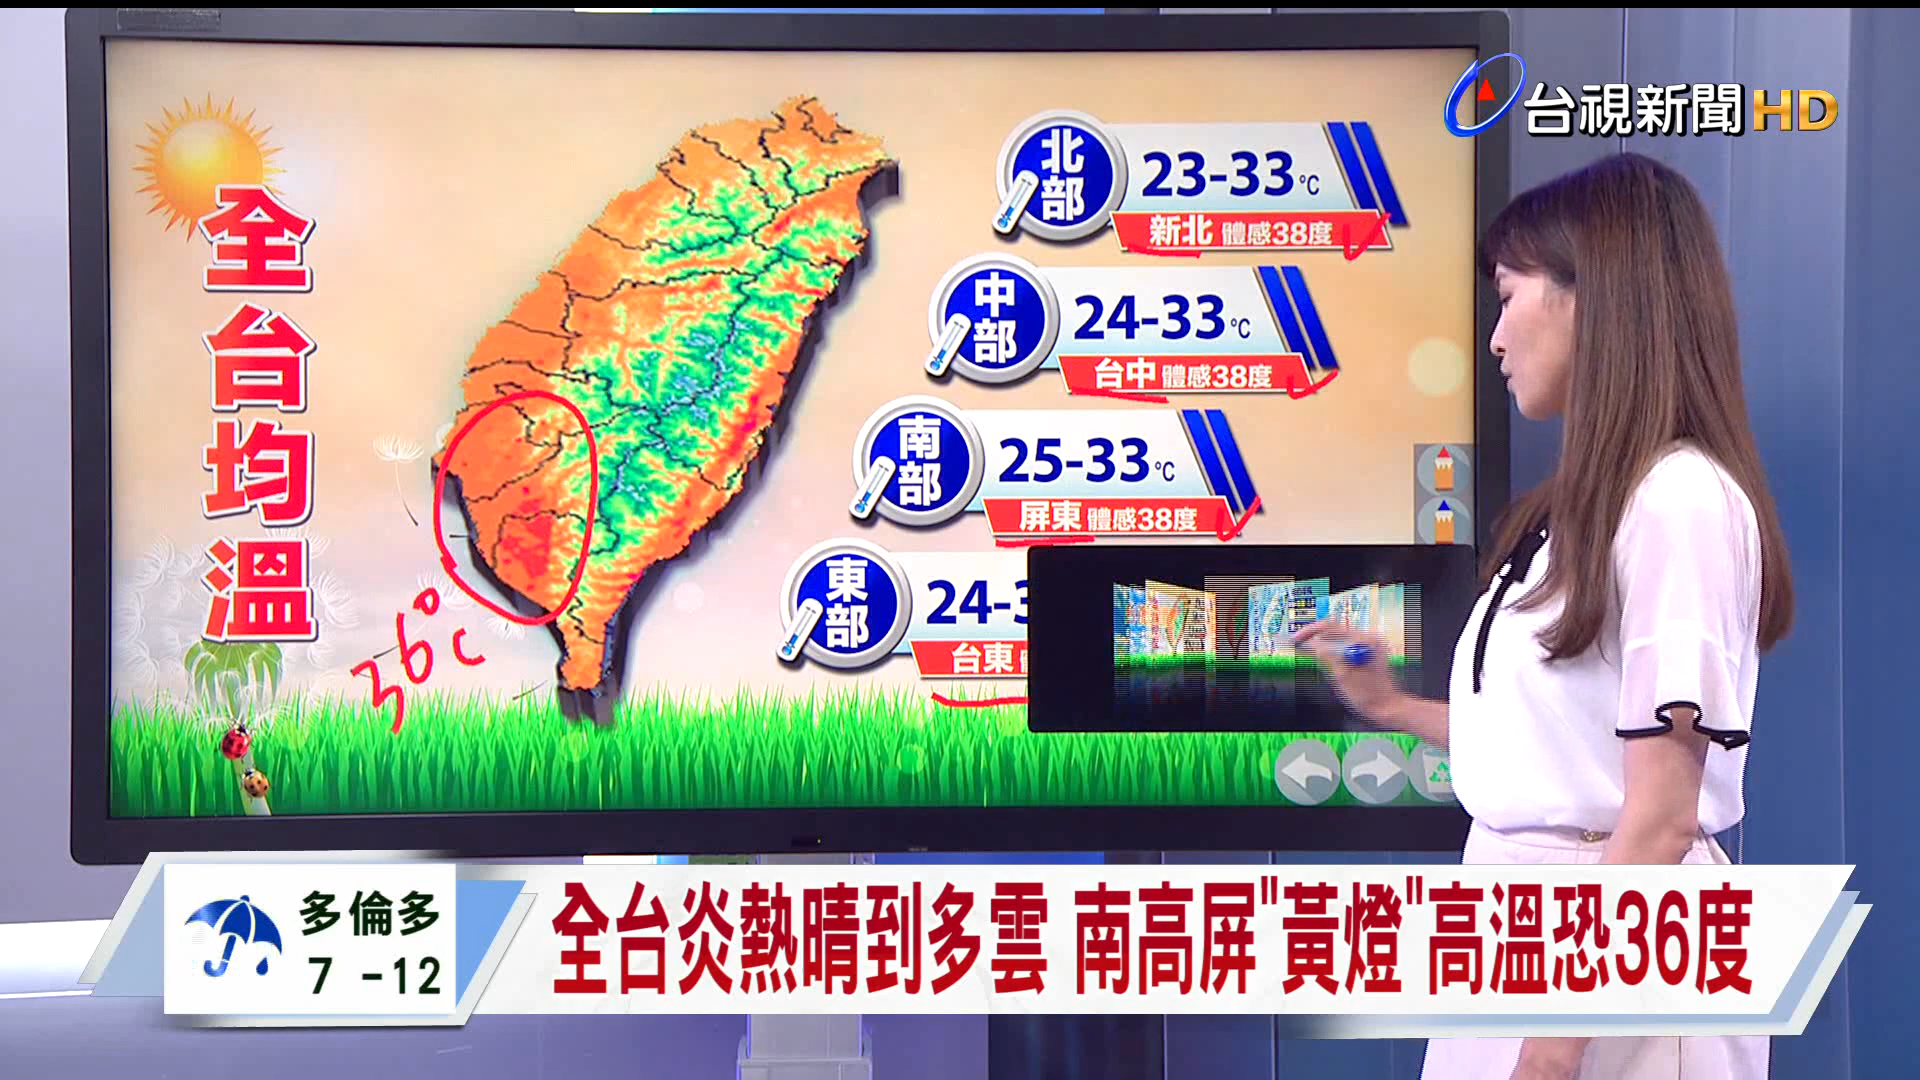 台視新聞HD
全台均溫
北部
23-33°C
新北 體感38度
中部
24-33°C
台中 體感38度
南部
25-33°C
屏東 體感38度
東部
24-3
台東
36°C
多倫多
7 -12
全台炎熱晴到多雲 南高屏"黃燈"高溫恐36度